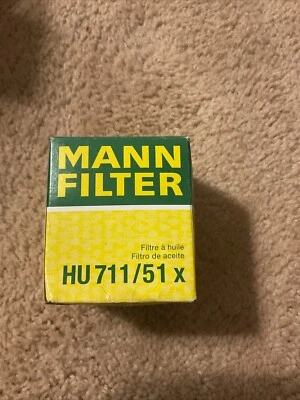 MANN
FILTER
Filtre à huile
Filtro de aceite
HU 711/51 x